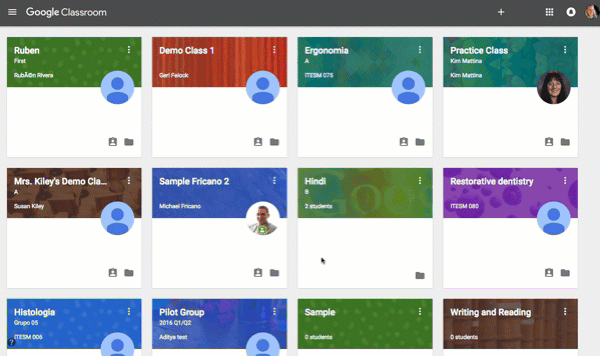 Google Classroom
Ruben
First
RubÃ©n Rivera
Demo Class 1
Geri Felock
Ergonomia
A
ITESM 075
Practice Class
Kim Mattina
Kim Mattina
Mrs. Kiley's Demo Cla...
A
Susan Kiley
Sample Fricano 2
Michael Fricano
Hindi
B
2 students
Restorative dentistry
ITESM 080
Histología
Grupo 05
ITESM 006
Pilot Group
2016 Q1/Q2
Aditya test
Sample
0 students
Writing and Reading
0 students